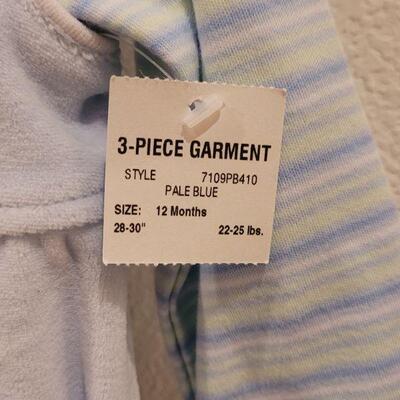 3-PIECE GARMENT
STYLE 7109PB410
PALE BLUE
SIZE: 12 Months
28-30" 22-25 lbs.